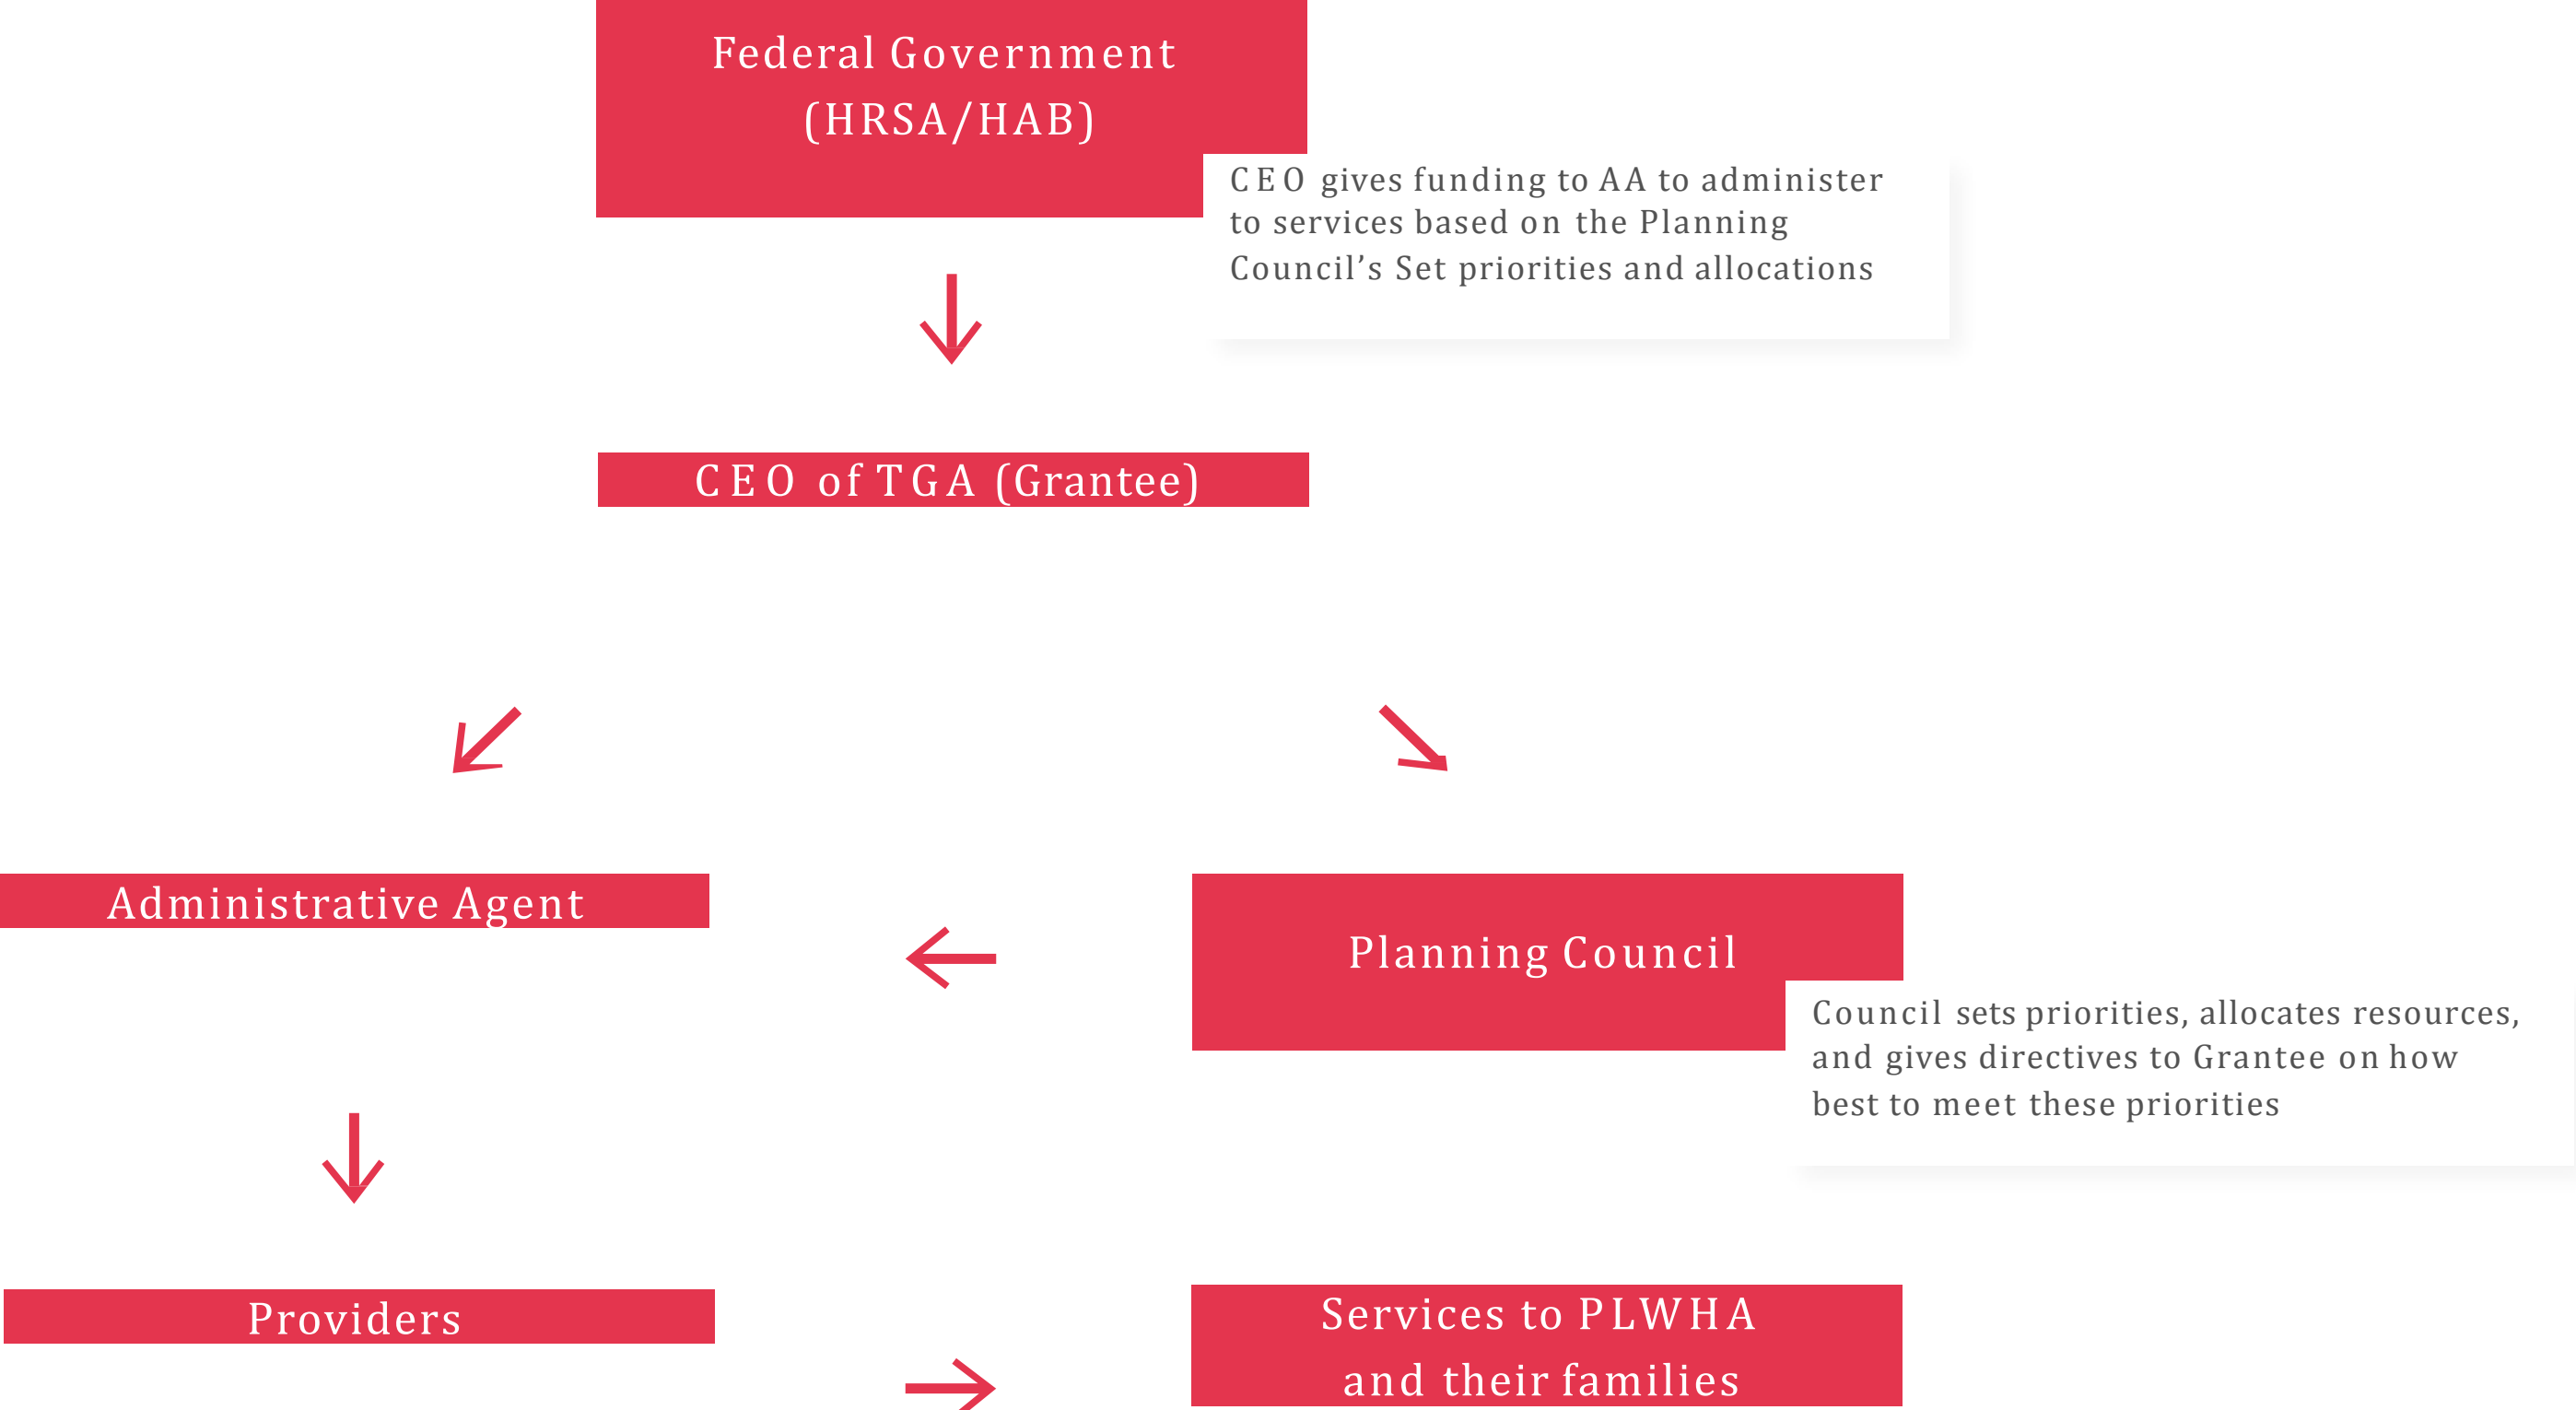 Federal Government
(HRSA/HAB)
CEO gives funding to AA to administer
to services based on the Planning
Council’s Set priorities and allocations
CEO of TGA (Grantee)
Administrative Agent
Planning Council
Council sets priorities, allocates resources,
and gives directives to Grantee on how
best to meet these priorities
Providers
Services to PLWHA
and their families